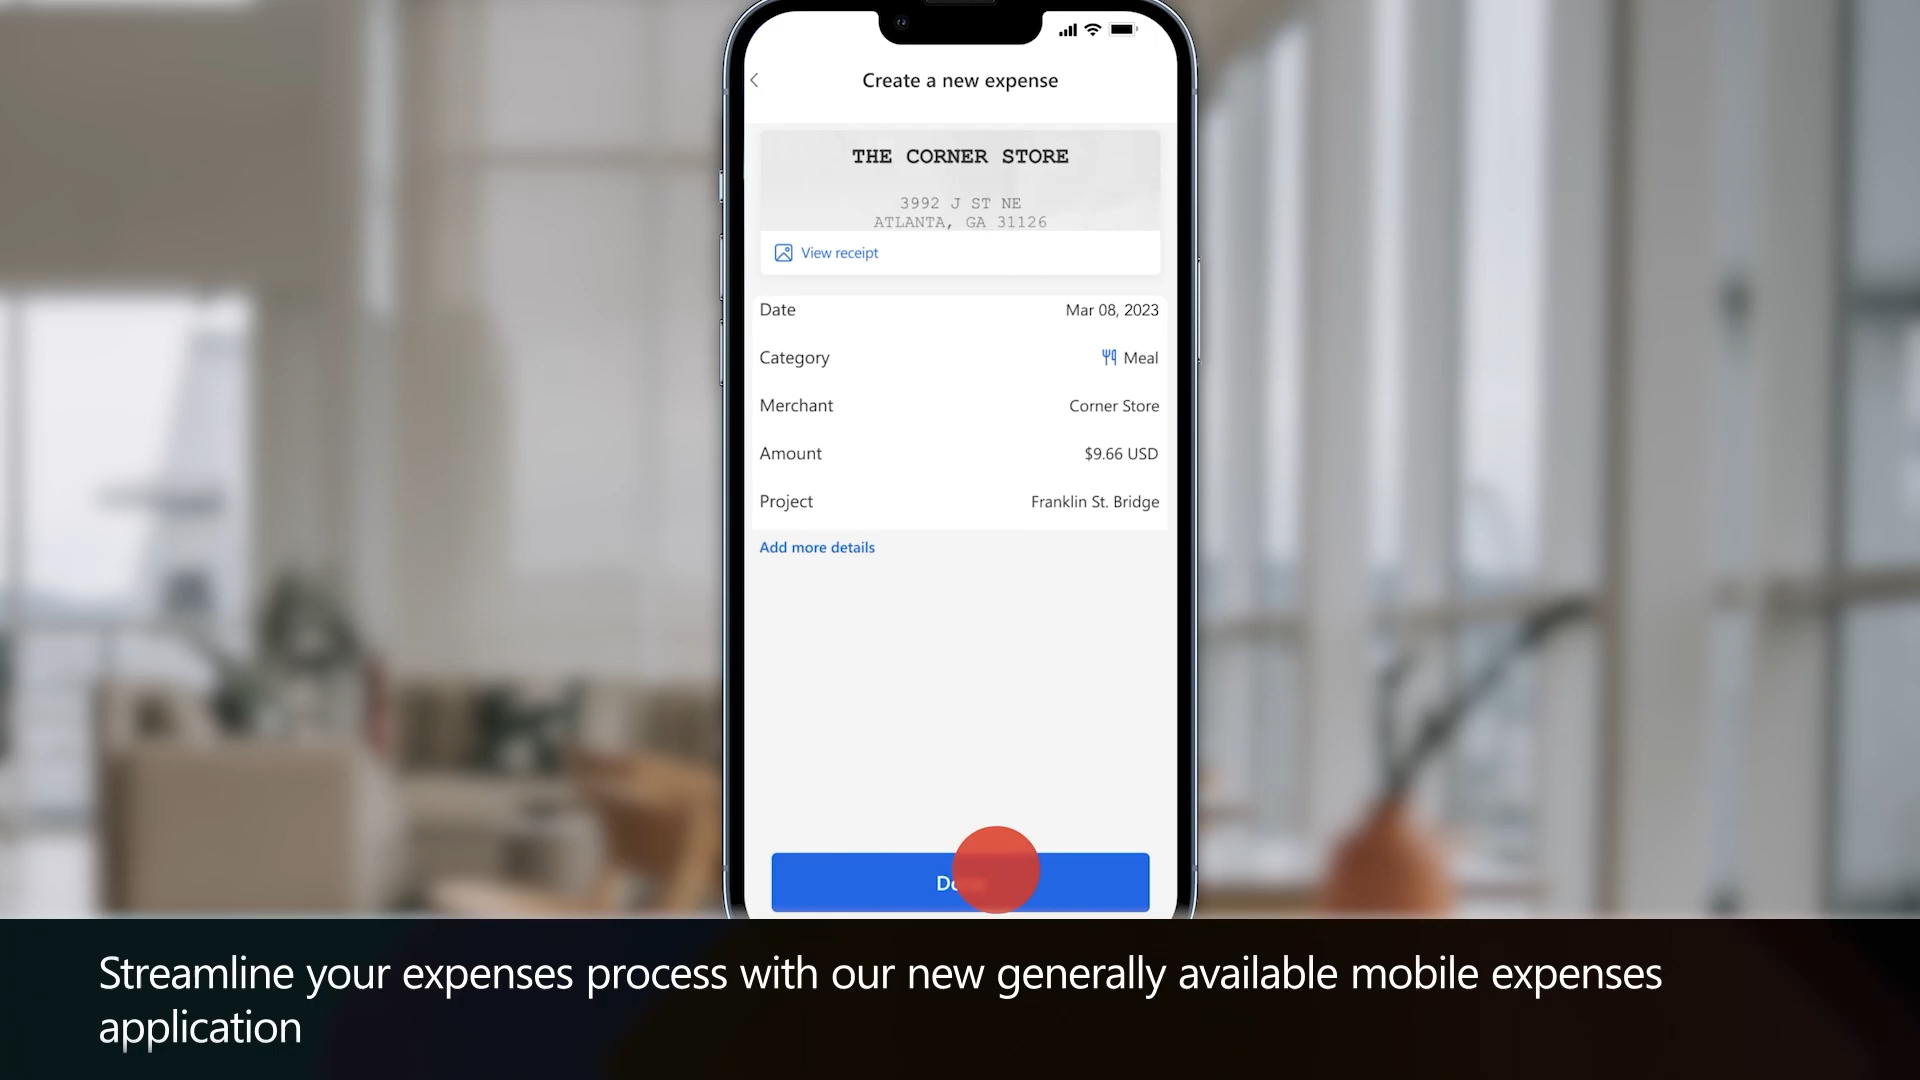 Create a new expense
THE CORNER STORE
3992 J ST NE
ATLANTA, GA 31126
View receipt
Date Mar 08, 2023
Category Meal
Merchant Corner Store
Amount $9.66 USD
Project Franklin St. Bridge
Add more details
Streamline your expenses process with our new generally available mobile expenses
application